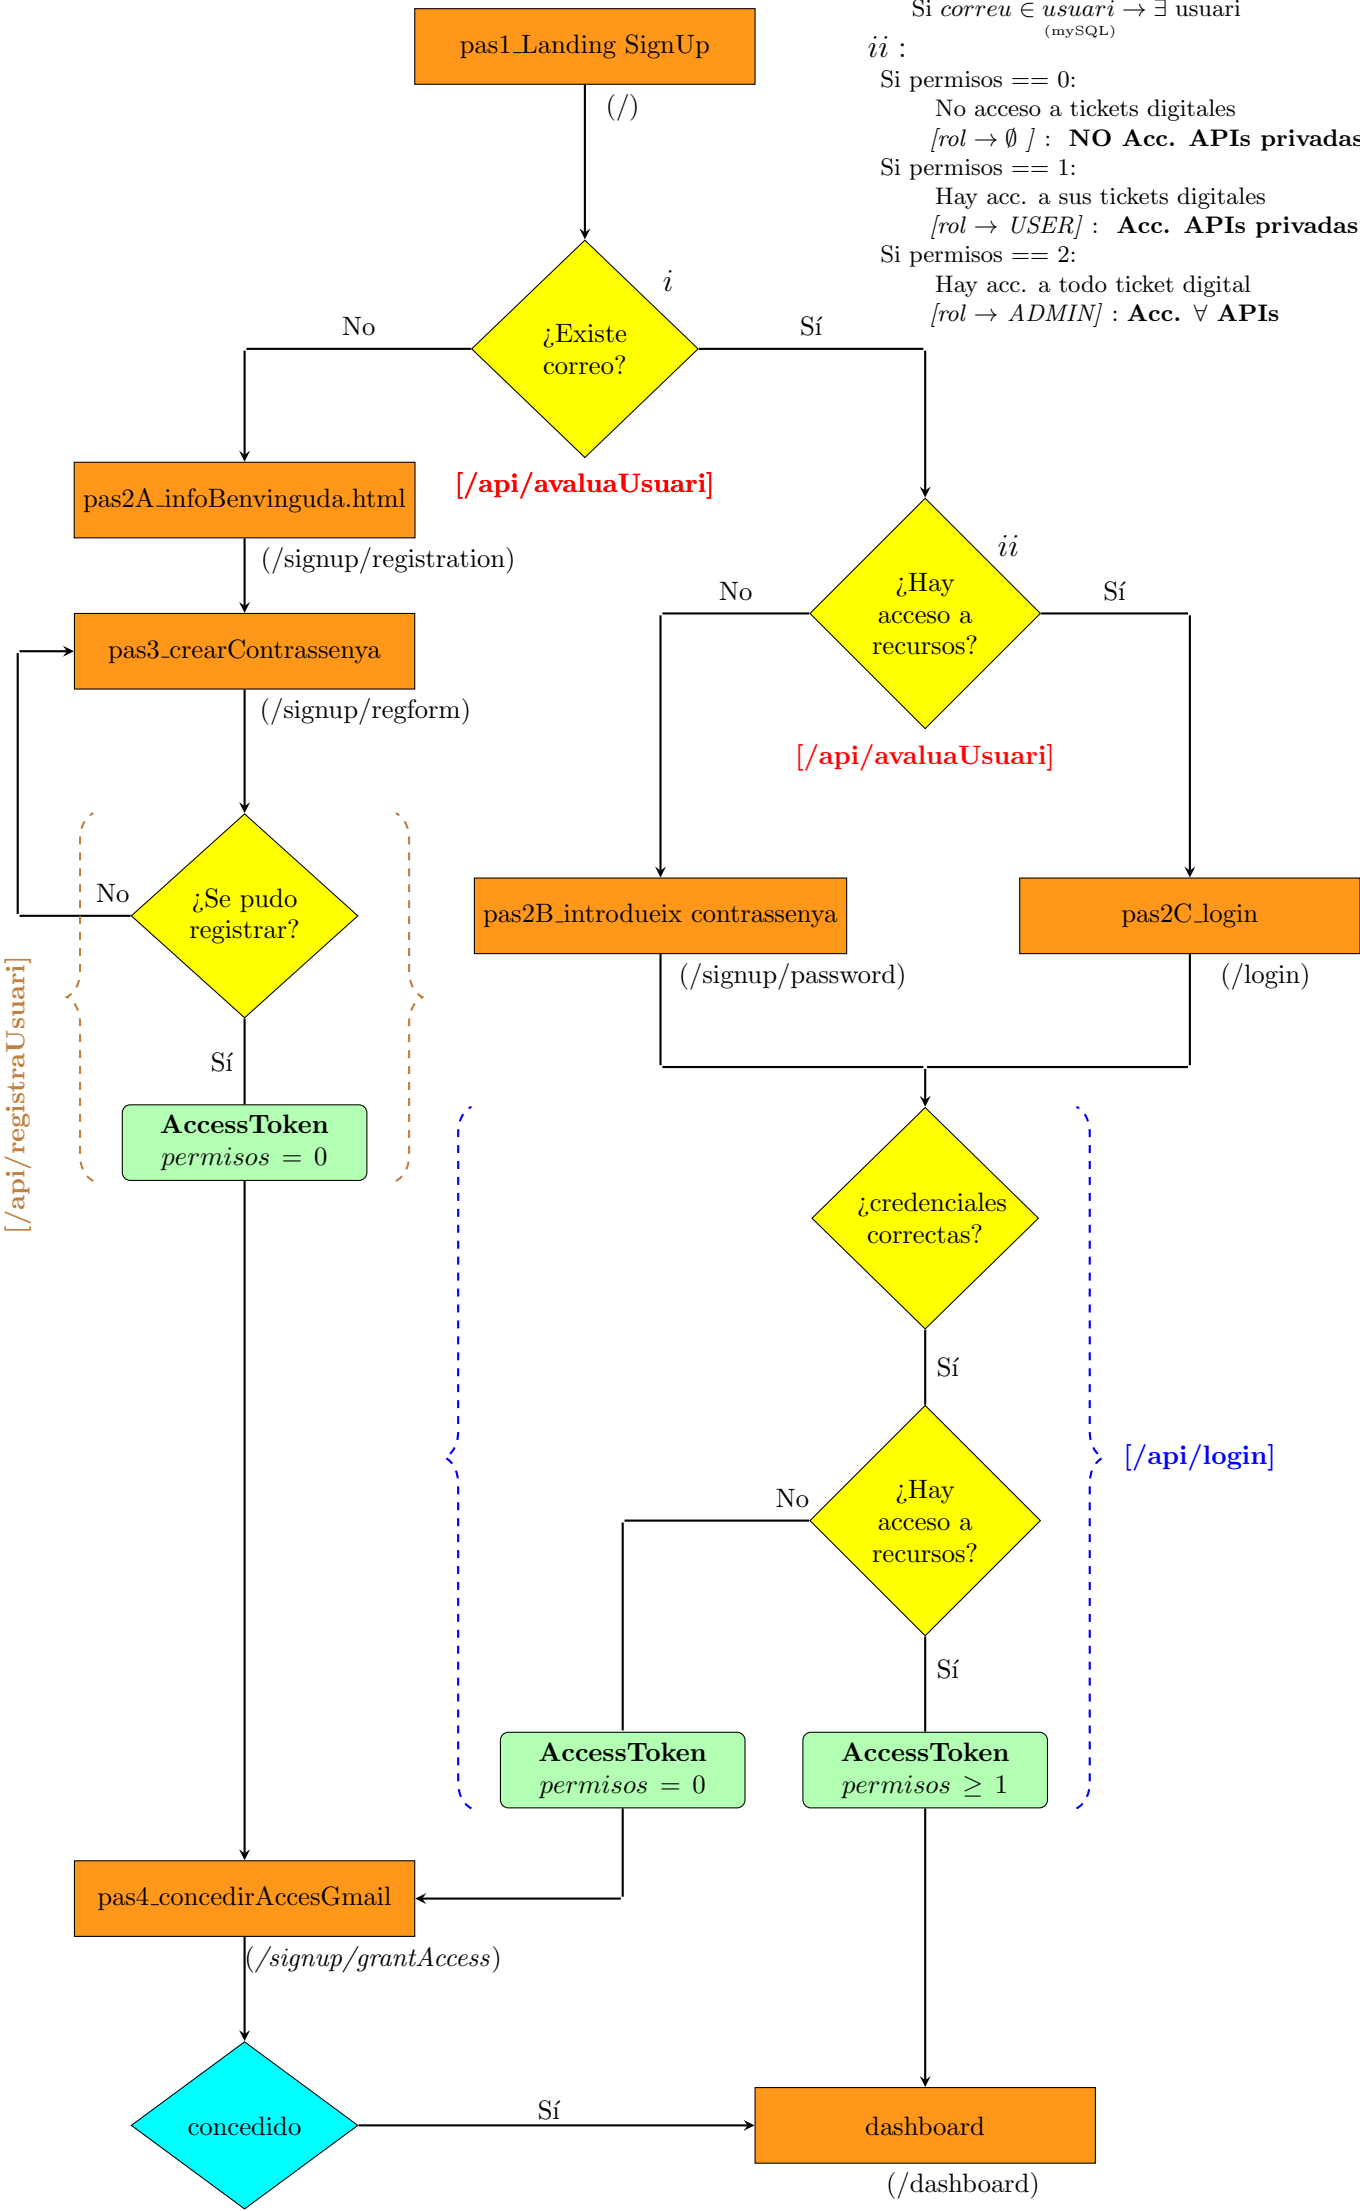 Si correu ∈ usuari → ∃ usuari
(mySQL)
pas1_Landing SignUp
(/)
ii :
Si permisos == 0:
No acceso a tickets digitales
[rol → ∅ ] : NO Acc. APIs privadas
Si permisos == 1:
Hay acc. a sus tickets digitales
[rol → USER] : Acc. APIs privadas
Si permisos == 2:
Hay acc. a todo ticket digital
[rol → ADMIN] : Acc. ∀ APIs
i
No
¿Existe
correo?
Sí
[/api/avaluaUsuari]
pas2A_infoBenvinguda.html
(/signup/registration)
ii
No
¿Hay
acceso a
recursos?
Sí
[/api/avaluaUsuari]
pas3_crearContrassenya
(/signup/regform)
No
¿Se pudo
registrar?
Sí
[/api/registraUsuari]
AccessToken
permisos = 0
pas2B_introdueix contrassenya
(/signup/password)
pas2C_login
(/login)
¿credenciales
correctas?
Sí
[/api/login]
No
¿Hay
acceso a
recursos?
Sí
AccessToken
permisos = 0
AccessToken
permisos ≥ 1
pas4_concedirAccesGmail
(/signup/grantAccess)
concedido
Sí
dashboard
(/dashboard)